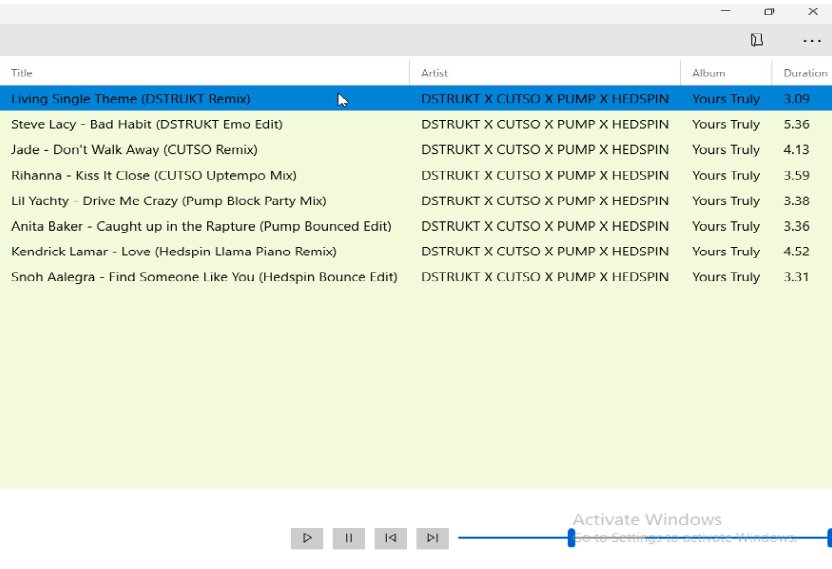 Title Artist Album Duration
Living Single Theme (DSTRUKT Remix) DSTRUKT X CUTSO X PUMP X HEDSPIN Yours Truly 3.09
Steve Lacy - Bad Habit (DSTRUKT Emo Edit) DSTRUKT X CUTSO X PUMP X HEDSPIN Yours Truly 5.36
Jade - Don't Walk Away (CUTSO Remix) DSTRUKT X CUTSO X PUMP X HEDSPIN Yours Truly 4.13
Rihanna - Kiss It Close (CUTSO Uptempo Mix) DSTRUKT X CUTSO X PUMP X HEDSPIN Yours Truly 3.59
Lil Yachty - Drive Me Crazy (Pump Block Party Mix) DSTRUKT X CUTSO X PUMP X HEDSPIN Yours Truly 3.38
Anita Baker - Caught up in the Rapture (Pump Bounced Edit) DSTRUKT X CUTSO X PUMP X HEDSPIN Yours Truly 3.36
Kendrick Lamar - Love (Hedspin Llama Piano Remix) DSTRUKT X CUTSO X PUMP X HEDSPIN Yours Truly 4.52
Snoh Aalegra - Find Someone Like You (Hedspin Bounce Edit) DSTRUKT X CUTSO X PUMP X HEDSPIN Yours Truly 3.31
Activate Windows
Go to Settings to activate Windows.